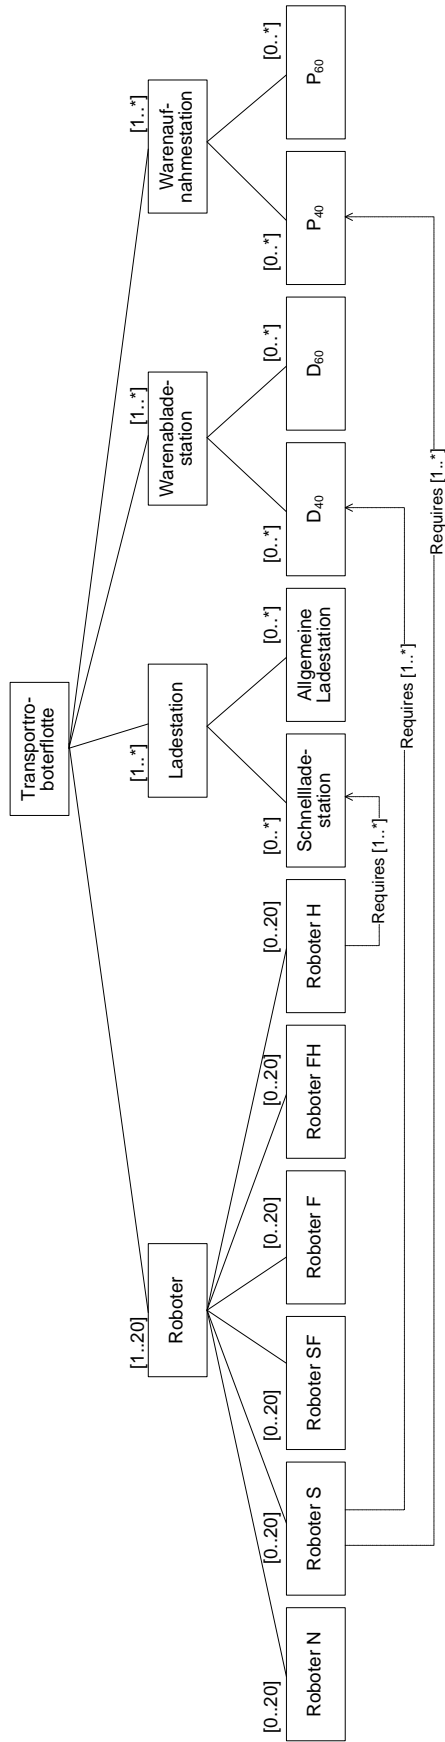 Transportro-
boterflotte
[1..20]
Roboter
[1..*]
Ladestation
[1..*]
Warenablade-
station
[1..*]
Warenauf-
nahmestation
[0..20]
Roboter N
[0..20]
Roboter S
[0..20]
Roboter SF
[0..20]
Roboter F
[0..20]
Roboter FH
[0..20]
Roboter H
[0..*]
Schnelllade-
station
[0..*]
Allgemeine
Ladestation
[0..*]
D40
[0..*]
D60
[0..*]
P40
[0..*]
P60
Requires [1..*]
Requires [1..*]
Requires [1..*]